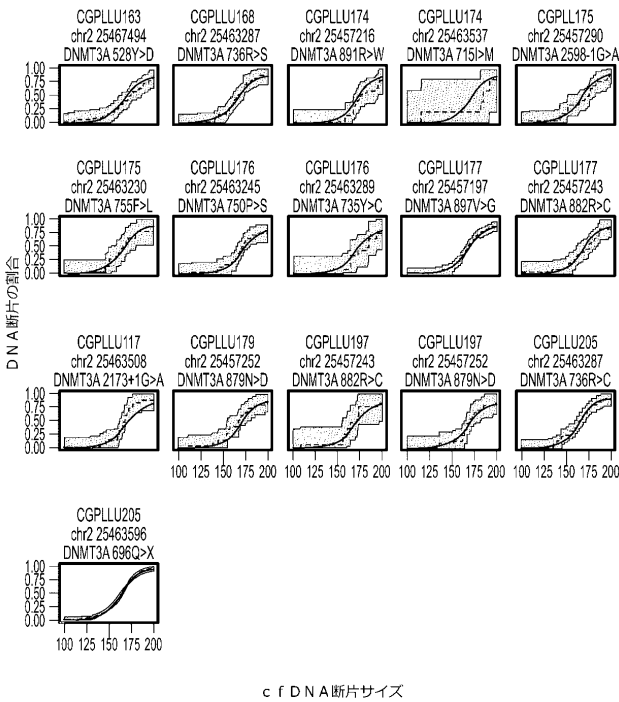 CGPLLU163 CGPLLU168 CGPLLU174 CGPLLU174 CGPLL175
chr2 25467494 chr2 25463287 chr2 25457216 chr2 25463537 chr2 25457290
DNMT3A 528Y>D DNMT3A 736R>S DNMT3A 891R>W DNMT3A 715I>M DNMT3A 2598-1G>A
1.00
0.75
0.50
0.25
0.00
CGPLLU175 CGPLLU176 CGPLLU176 CGPLLU177 CGPLLU177
chr2 25463230 chr2 25463245 chr2 25463289 chr2 25457197 chr2 25457243
DNMT3A 755F>L DNMT3A 750P>S DNMT3A 735Y>C DNMT3A 897V>G DNMT3A 882R>C
1.00
0.75
0.50
0.25
0.00
DNA断片の割合
CGPLLU117 CGPLLU179 CGPLLU197 CGPLLU197 CGPLLU205
chr2 25463508 chr2 25457252 chr2 25457243 chr2 25457252 chr2 25463287
DNMT3A 2173+1G>A DNMT3A 879N>D DNMT3A 882R>C DNMT3A 879N>D DNMT3A 736R>C
1.00
0.75
0.50
0.25
0.00
100 125 150 175 200 100 125 150 175 200 100 125 150 175 200 100 125 150 175 200
CGPLLU205
chr2 25463596
DNMT3A 696Q>X
1.00
0.75
0.50
0.25
0.00
100 125 150 175 200
cfDNA断片サイズ